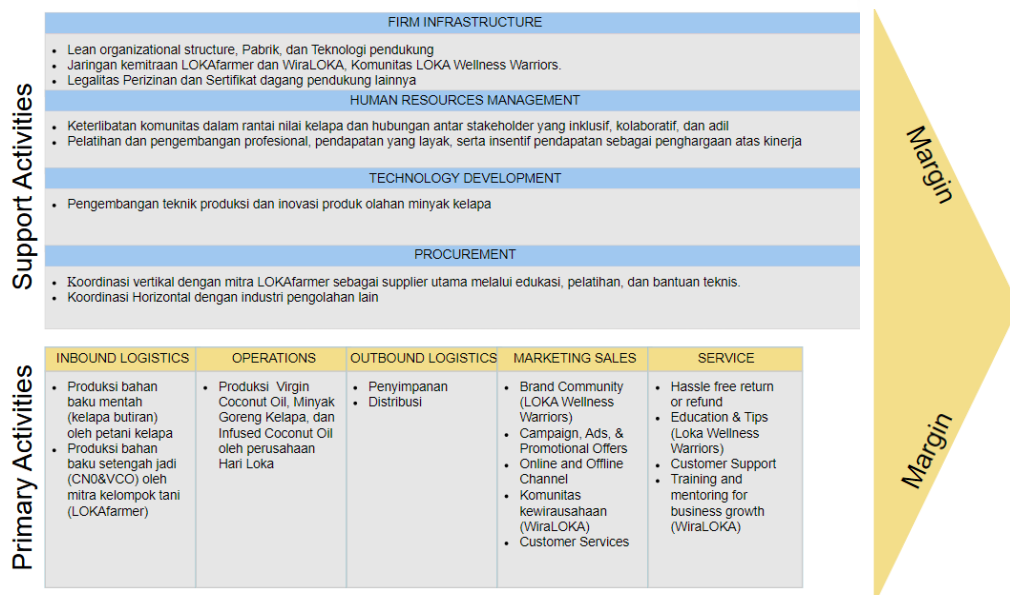 Support Activities
FIRM INFRASTRUCTURE
• Lean organizational structure, Pabrik, dan Teknologi pendukung
• Jaringan kemitraan LOKAfarmer dan WiraLOKA, Komunitas LOKA Wellness Warriors.
• Legalitas Perizinan dan Sertifikat dagang pendukung lainnya
HUMAN RESOURCES MANAGEMENT
• Keterlibatan komunitas dalam rantai nilai kelapa dan hubungan antar stakeholder yang inklusif, kolaboratif, dan adil
• Pelatihan dan pengembangan profesional, pendapatan yang layak, serta insentif pendapatan sebagai penghargaan atas kinerja
TECHNOLOGY DEVELOPMENT
• Pengembangan teknik produksi dan inovasi produk olahan minyak kelapa
PROCUREMENT
• Koordinasi vertikal dengan mitra LOKAfarmer sebagai supplier utama melalui edukasi, pelatihan, dan bantuan teknis.
• Koordinasi Horizontal dengan industri pengolahan lain
Margin
Primary Activities
INBOUND LOGISTICS
• Produksi bahan
baku mentah
(kelapa butiran)
oleh petani kelapa
• Produksi bahan
baku setengah jadi
(CN0&VCO) oleh
mitra kelompok tani
(LOKAfarmer)
OPERATIONS
• Produksi Virgin
Coconut Oil, Minyak
Goreng Kelapa, dan
Infused Coconut Oil
oleh perusahaan
Hari Loka
OUTBOUND LOGISTICS
• Penyimpanan
• Distribusi
MARKETING SALES
• Brand Community
(LOKA Wellness
Warriors)
• Campaign, Ads, &
Promotional Offers
• Online and Offline
Channel
• Komunitas
kewirausahaan
(WiraLOKA)
• Customer Services
SERVICE
• Hassle free return
or refund
• Education & Tips
(Loka Wellness
Warriors)
• Customer Support
• Training and
mentoring for
business growth
(WiraLOKA)
Margin